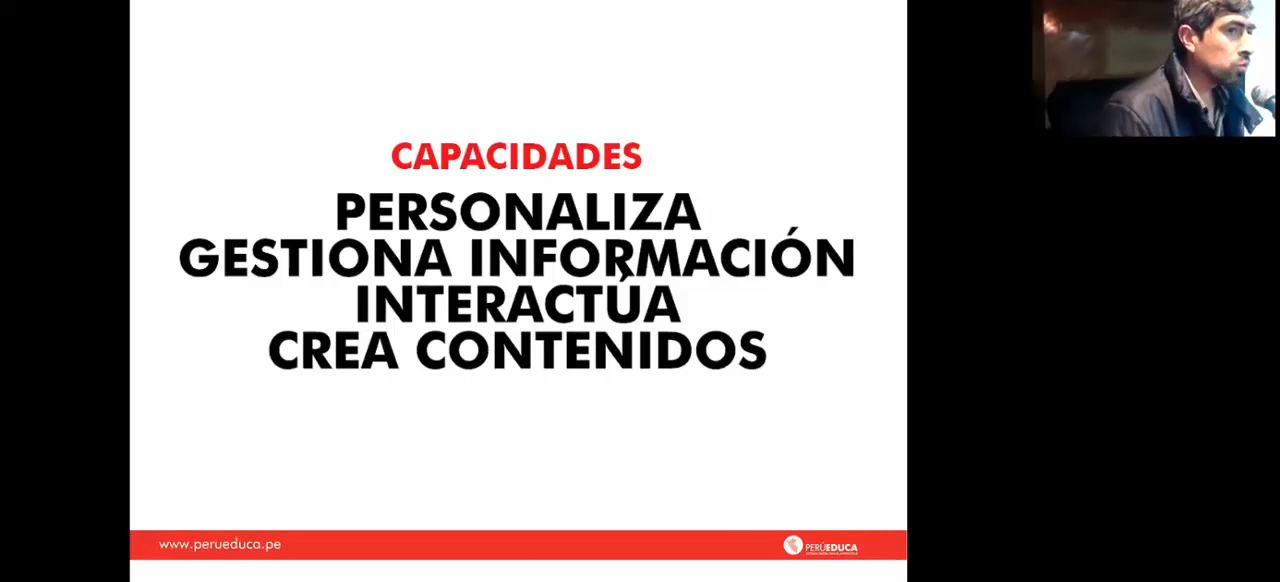 CAPACIDADES
PERSONALIZA
GESTIONA INFORMACIÓN
INTERACTÚA
CREA CONTENIDOS
www.perueduca.pe
PERÚEDUCA